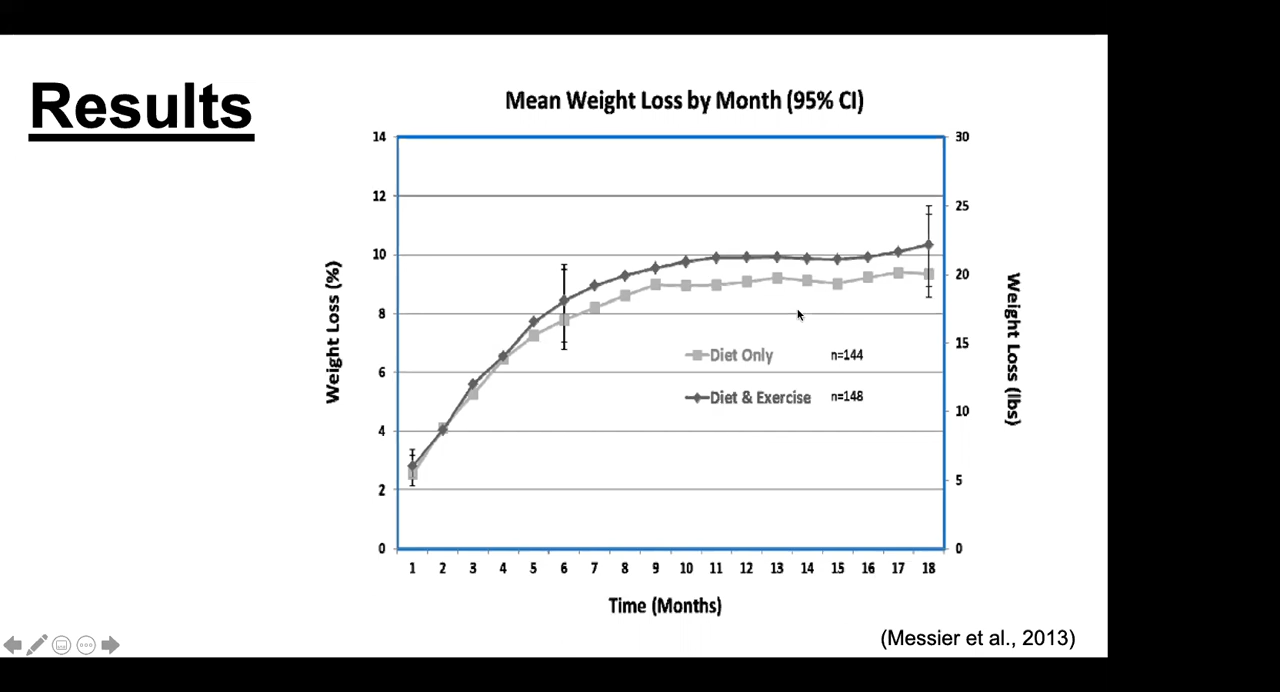 Results
Mean Weight Loss by Month (95% CI)
14
12
10
8
6
4
2
0
Weight Loss (%)
30
25
20
15
10
5
0
Weight Loss (lbs)
Diet Only n=144
Diet & Exercise n=148
1 2 3 4 5 6 7 8 9 10 11 12 13 14 15 16 17 18
Time (Months)
(Messier et al., 2013)